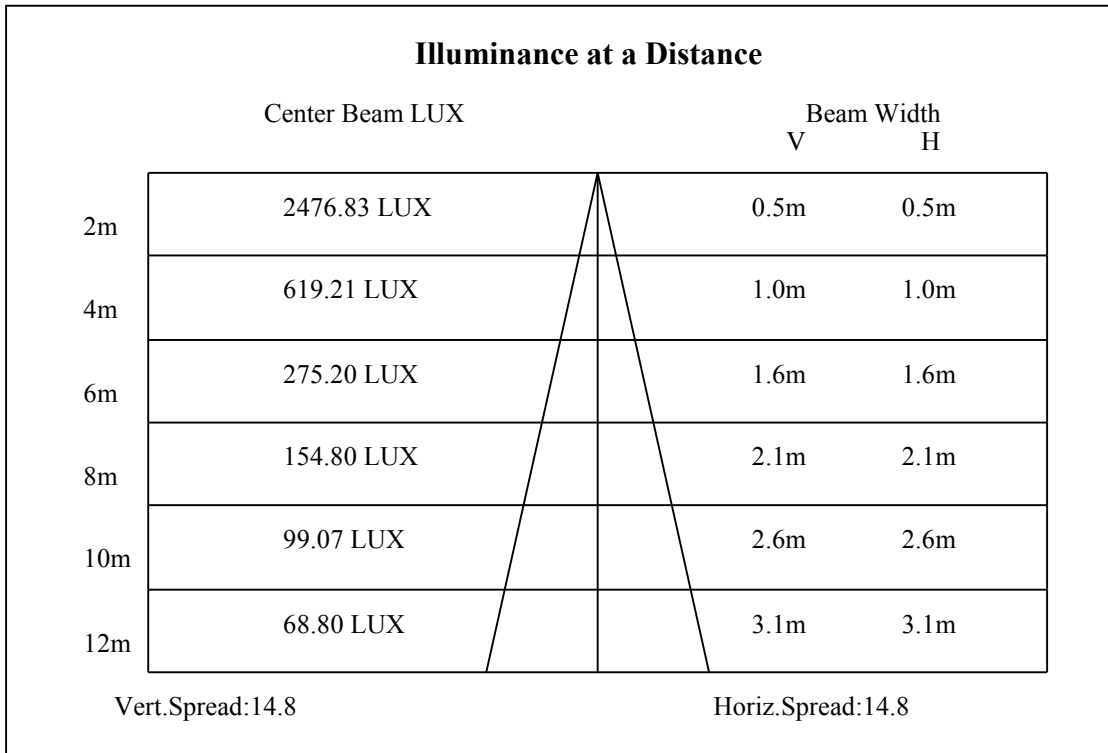 Illuminance at a Distance
Center Beam LUX Beam Width
V H
2m 2476.83 LUX 0.5m 0.5m
4m 619.21 LUX 1.0m 1.0m
6m 275.20 LUX 1.6m 1.6m
8m 154.80 LUX 2.1m 2.1m
10m 99.07 LUX 2.6m 2.6m
12m 68.80 LUX 3.1m 3.1m
Vert.Spread:14.8 Horiz.Spread:14.8